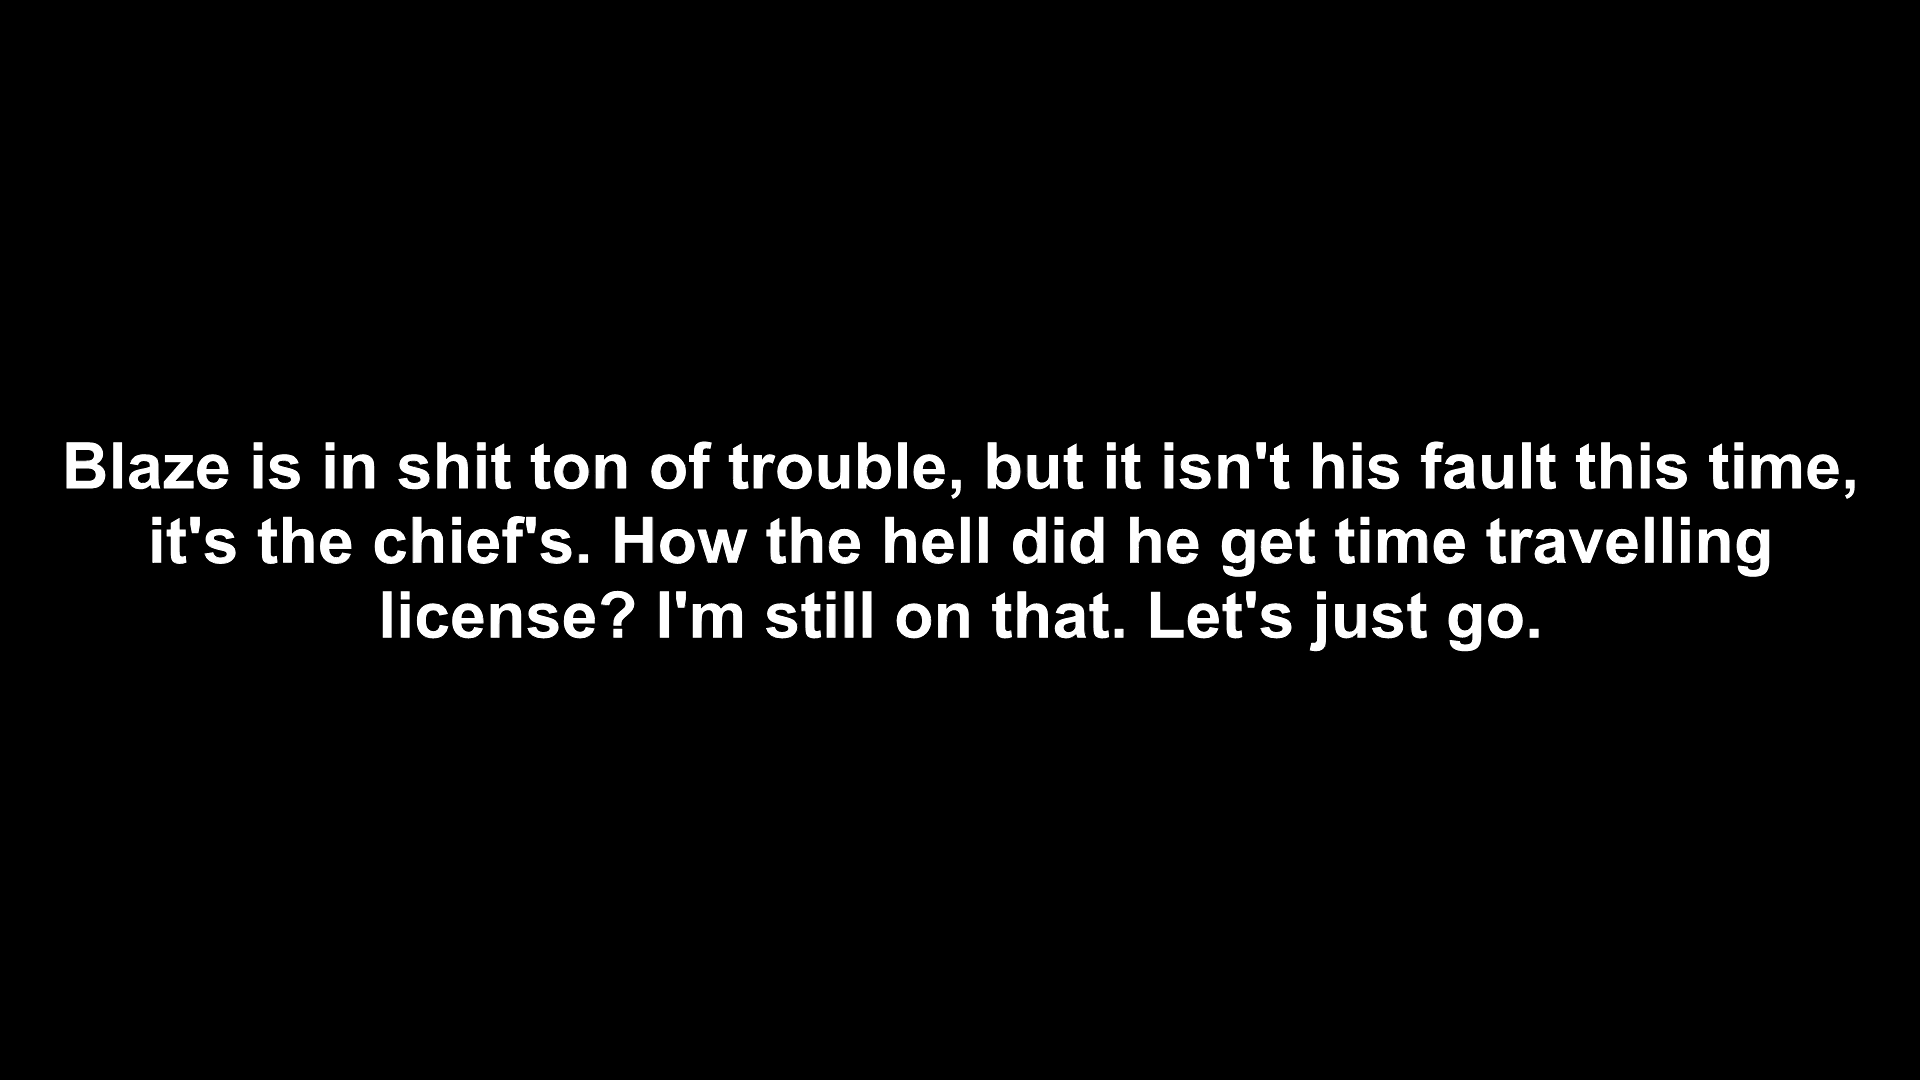 Blaze is in shit ton of trouble, but it isn't his fault this time,
it's the chief's. How the hell did he get time travelling
license? I'm still on that. Let's just go.